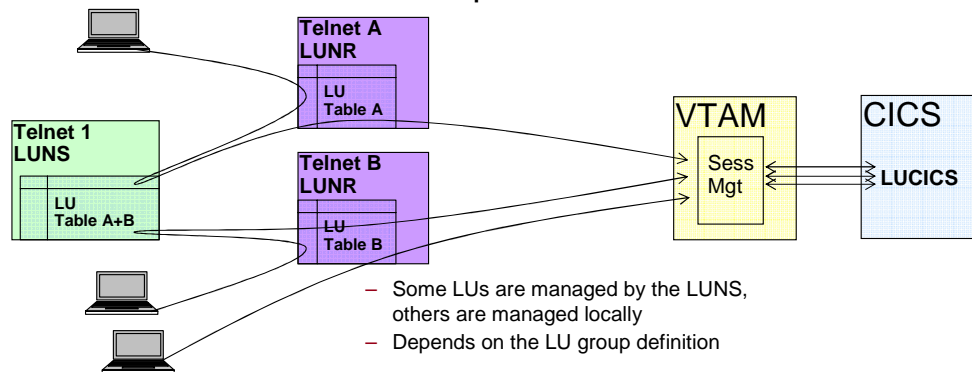 Telnet A
LUNR
LU
Table A
Telnet 1
LUNS
LU
Table A+B
Telnet B
LUNR
LU
Table B
VTAM
Sess
Mgt
CICS
LUCICS
– Some LUs are managed by the LUNS,
others are managed locally
– Depends on the LU group definition